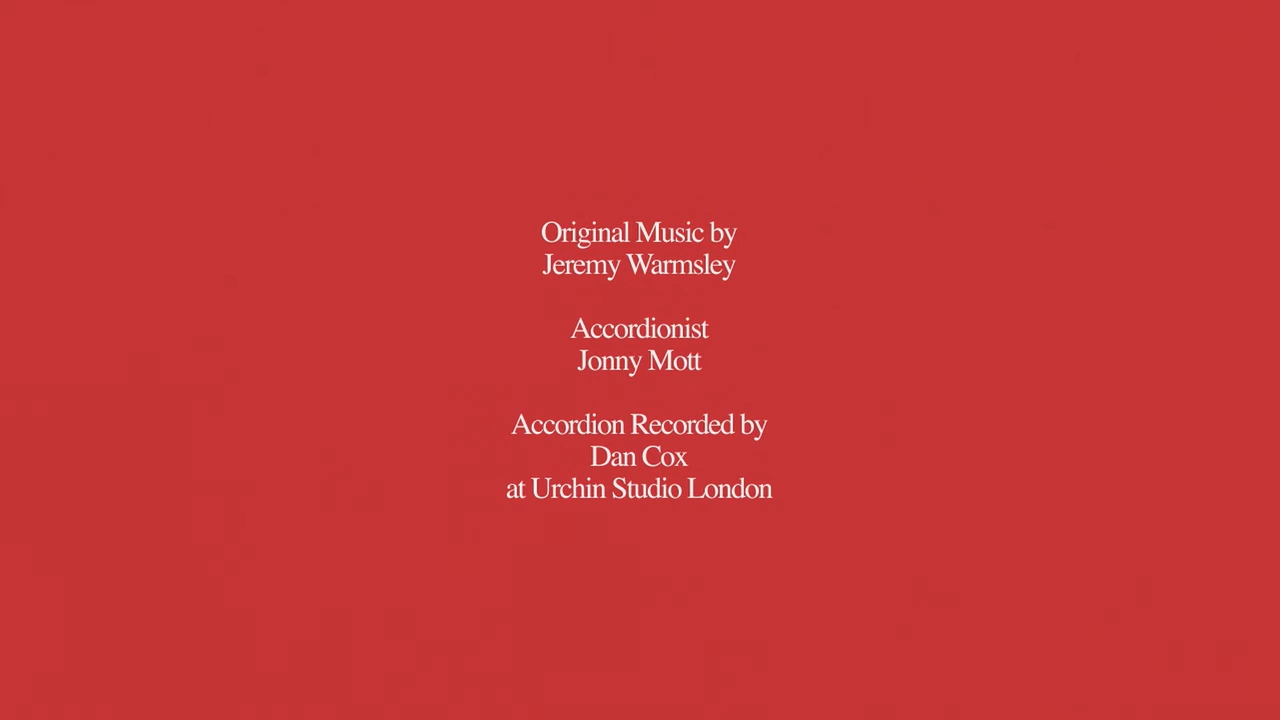 Original Music by
Jeremy Warmsley
Accordionist
Jonny Mott
Accordion Recorded by
Dan Cox
at Urchin Studio London